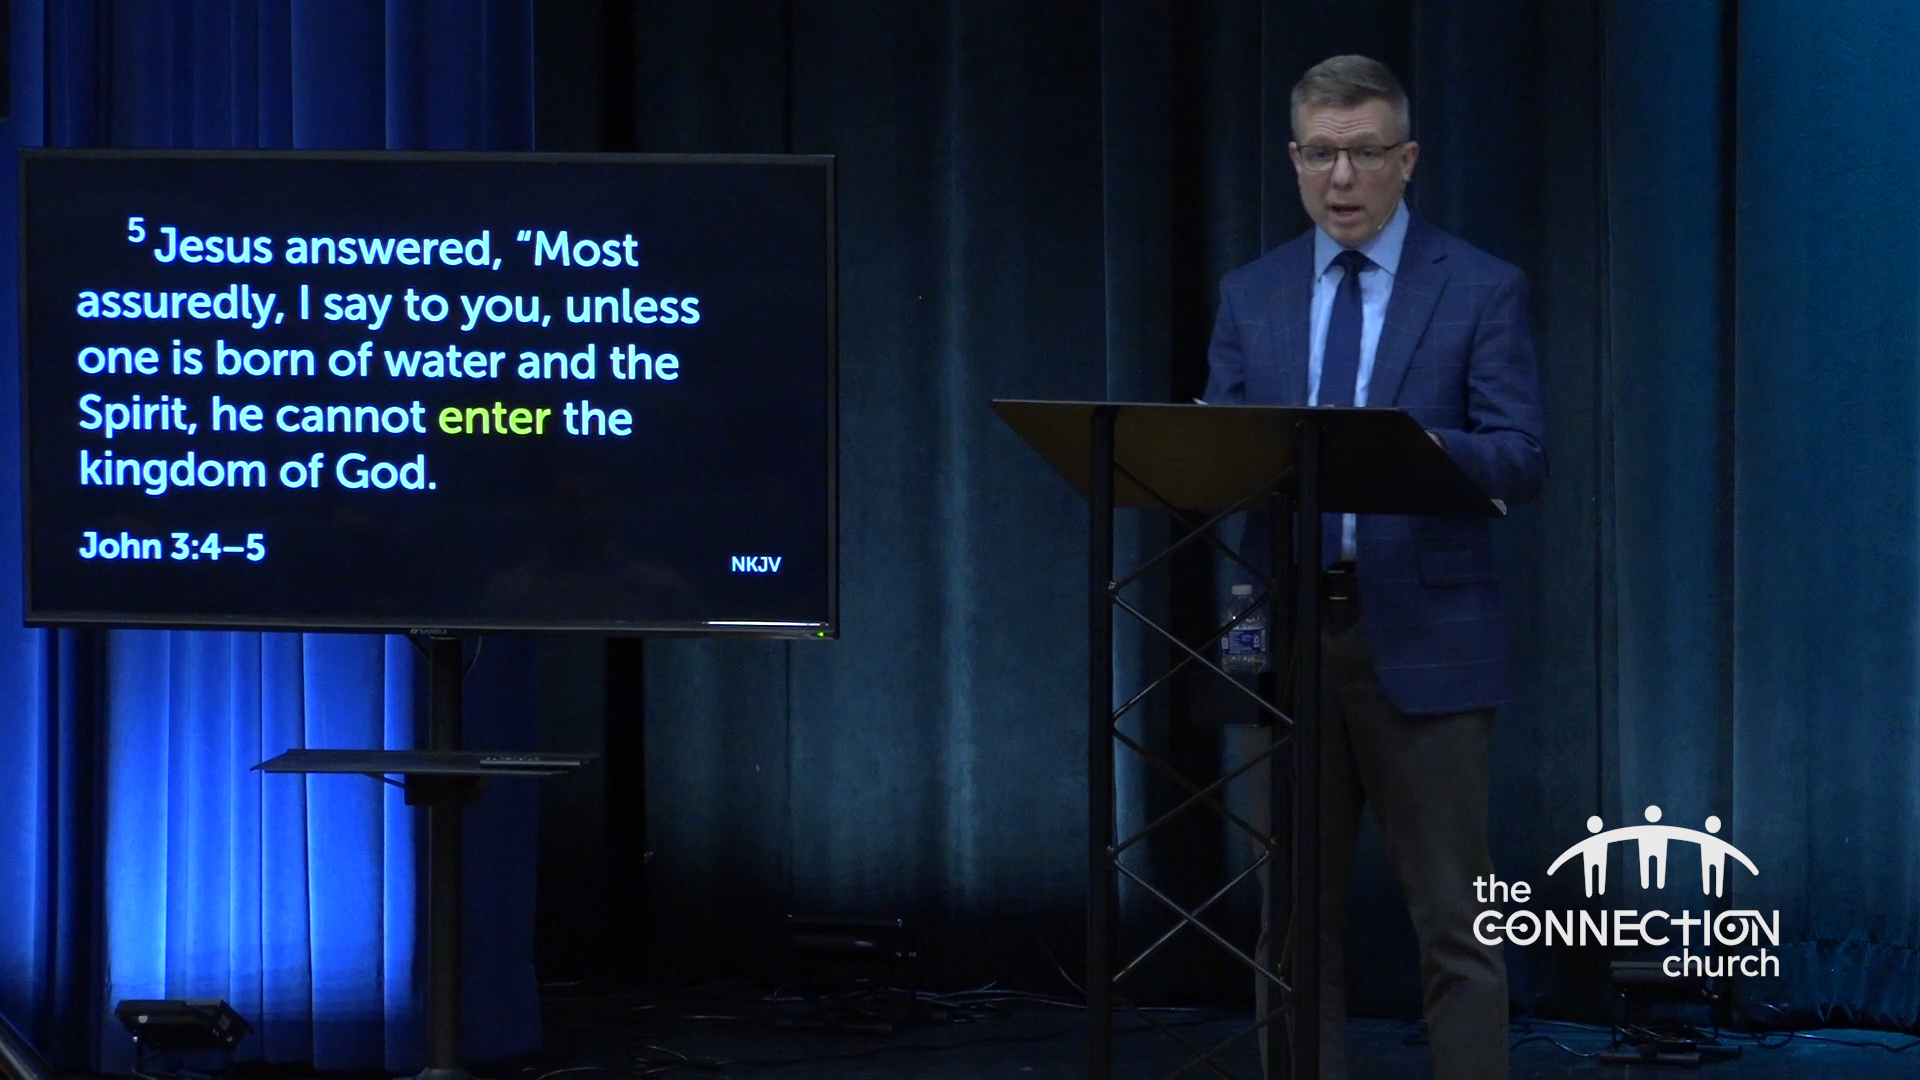 5 Jesus answered, “Most
assuredly, I say to you, unless
one is born of water and the
Spirit, he cannot enter the
kingdom of God.
John 3:4–5
NKJV
SANSUI
the
CONNECTION
church